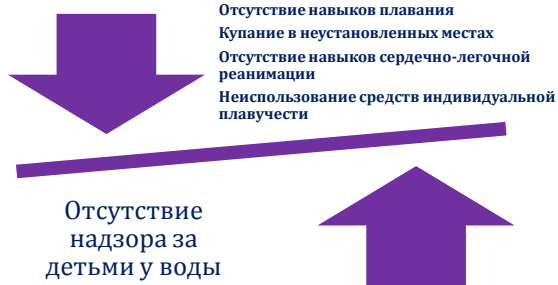 Отсутствие навыков плавания
Купание в неустановленных местах
Отсутствие навыков сердечно-легочной
реанимации
Неиспользование средств индивидуальной
плавучести
Отсутствие
надзора за
детьми у воды